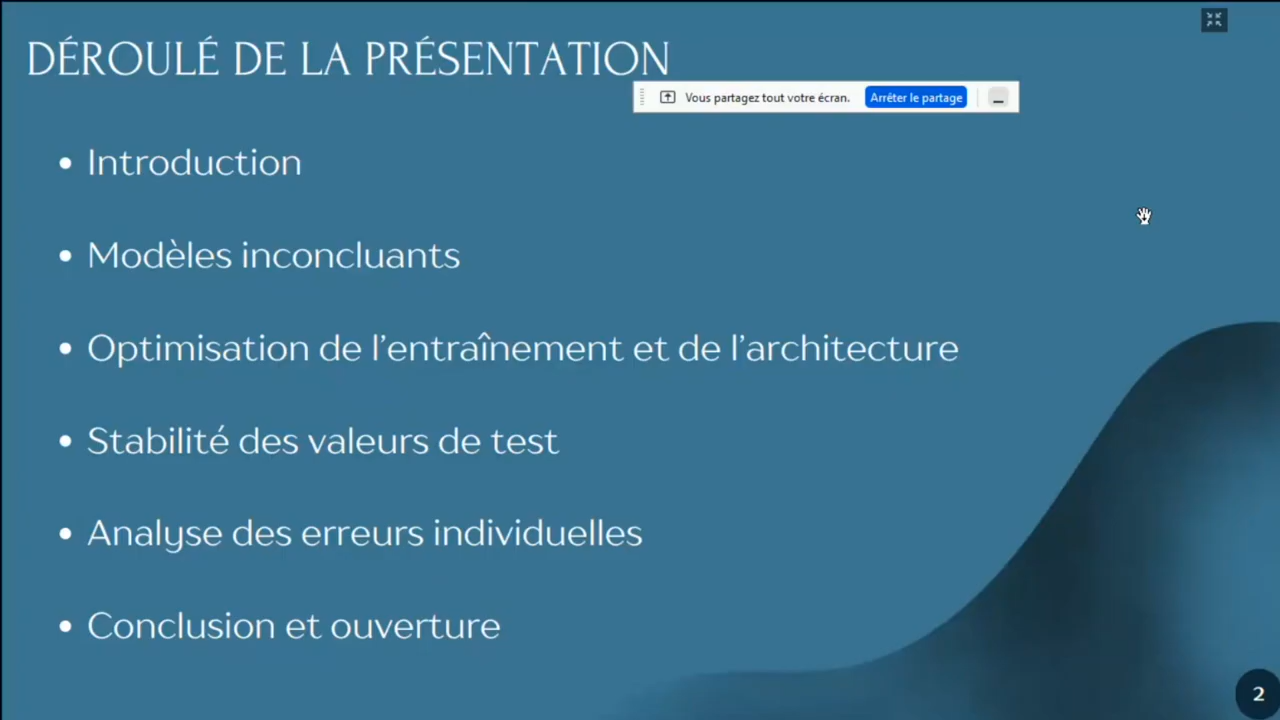 DÉROULÉ DE LA PRÉSENTATION
Vous partagez tout votre écran. Arrêter le partage
• Introduction
• Modèles inconcluants
• Optimisation de l’entraînement et de l’architecture
• Stabilité des valeurs de test
• Analyse des erreurs individuelles
• Conclusion et ouverture
2